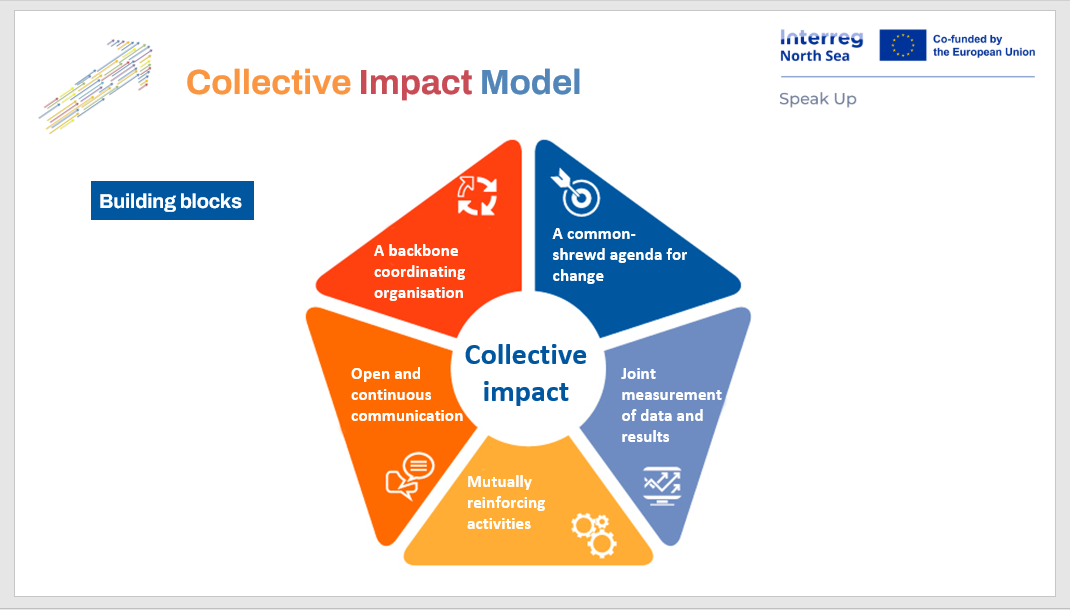 Collective Impact Model
Interreg
North Sea
Co-funded by
the European Union
Speak Up
Building blocks
A backbone
coordinating
organisation
A common-
shrewd agenda for
change
Collective
impact
Open and
continuous
communication
Joint
measurement
of data and
results
Mutually
reinforcing
activities